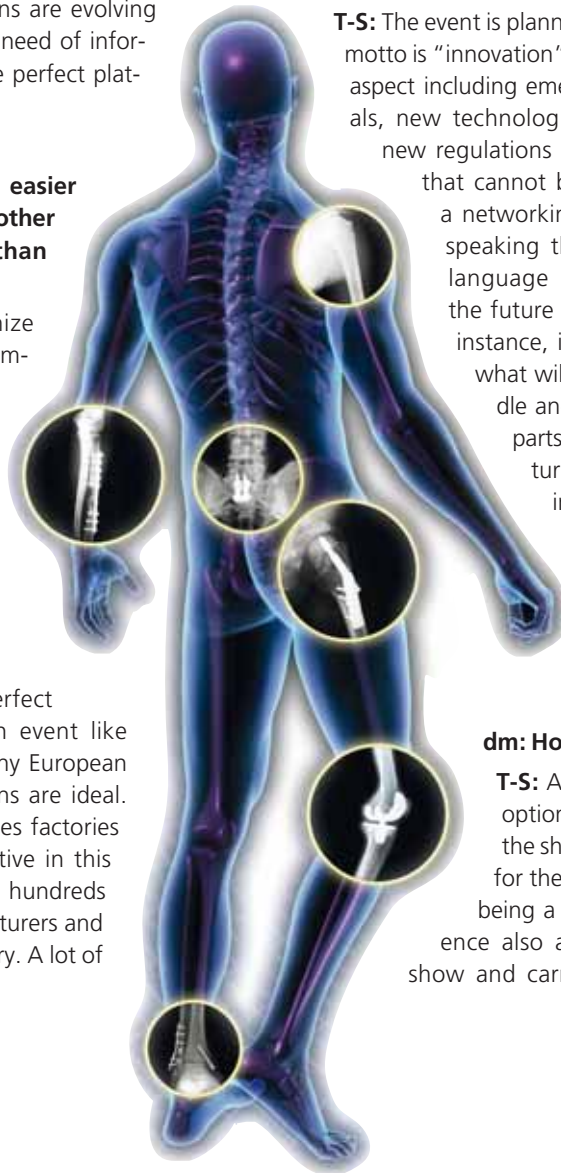 ns are evolving
need of infor-
e perfect plat-
easier
other
than
nize
m-
erfect
n event like
ny European
ns are ideal.
es factories
tive in this
hundreds
turers and
ry. A lot of
T-S: The event is plann
motto is “innovation”
aspect including eme
als, new technolog
new regulations
that cannot b
a networkin
speaking th
language
the future
instance, i
what will
dle an
parts
tur
in
dm: Ho
T-S: A
option
the sh
for the
being a
ence also a
show and carr